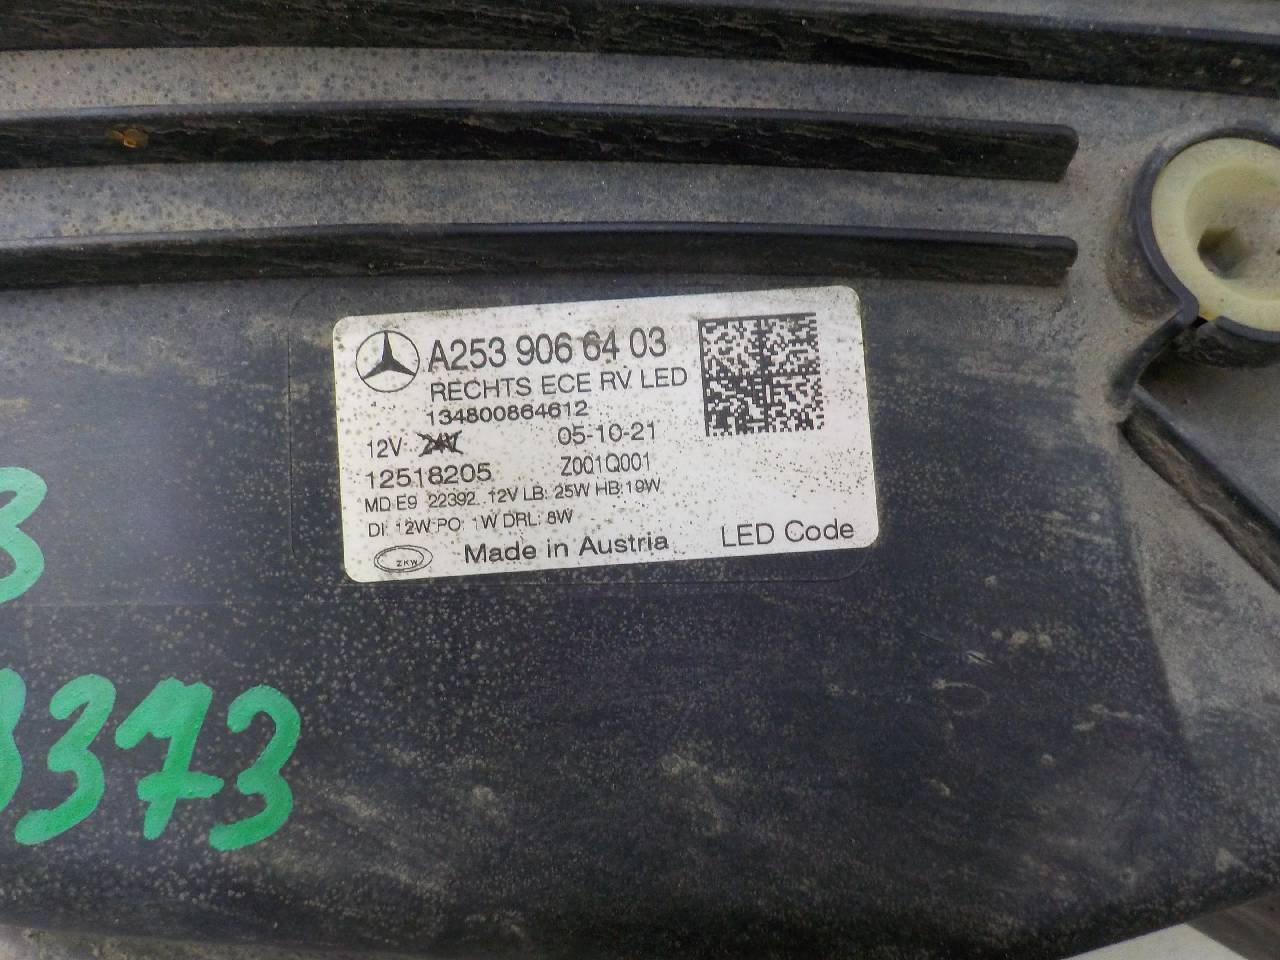 A253 906 64 03
RECHTS ECE RV LED
134800864612
12V 24V 05-10-21
12518205 Z001Q001
MD E9 22392 12V LB: 25W HB: 19W
DI: 12W PO: 1W DRL: 8W
ZKW Made in Austria LED Code
3
373